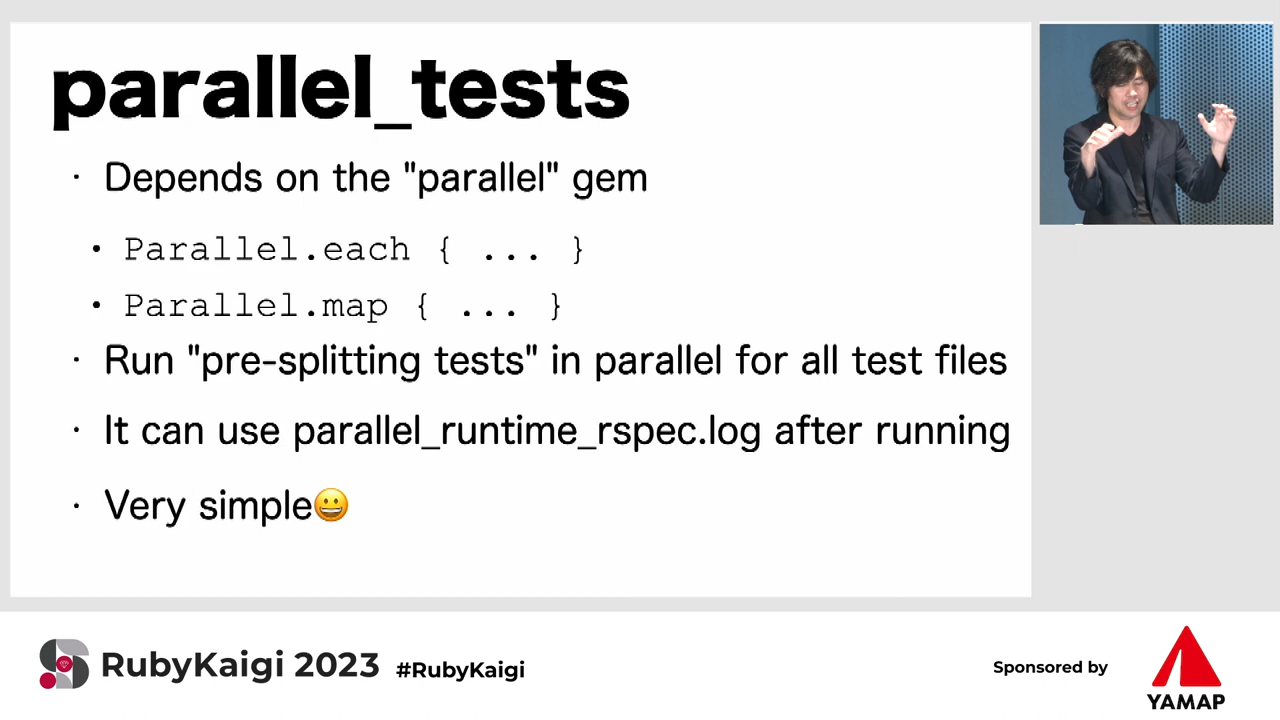 parallel_tests
・ Depends on the "parallel" gem
• Parallel.each { ... }
• Parallel.map { ... }
・ Run "pre-splitting tests" in parallel for all test files
・ It can use parallel_runtime_rspec.log after running
・ Very simple😀
RubyKaigi 2023 #RubyKaigi
Sponsored by
YAMAP